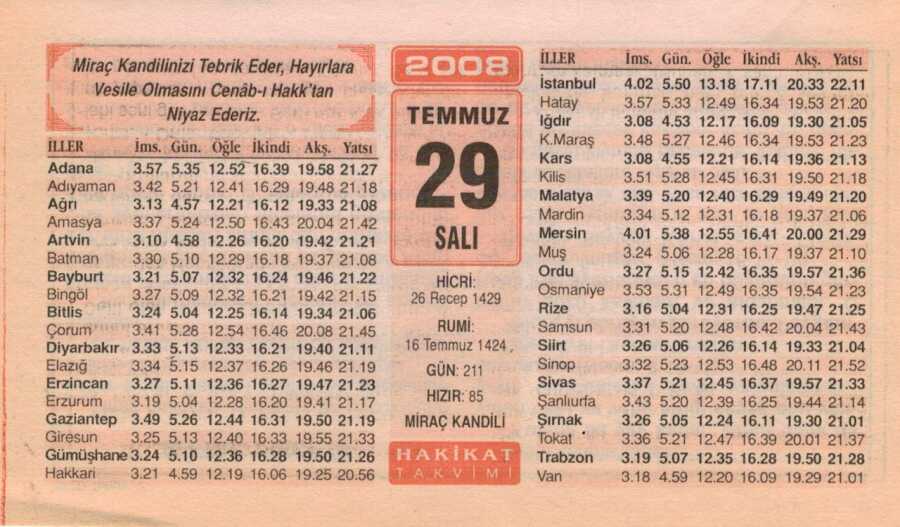 Miraç Kandilinizi Tebrik Eder, Hayırlara
Vesile Olmasını Cenâb-ı Hakk'tan
Niyaz Ederiz.
İLLER İms. Gün. Öğle İkindi Akş. Yatsı
Adana 3.57 5.35 12.52 16.39 19.58 21.27
Adıyaman 3.42 5.21 12.41 16.29 19.48 21.18
Ağrı 3.13 4.57 12.21 16.12 19.33 21.08
Amasya 3.37 5.24 12.50 16.43 20.04 21.42
Artvin 3.10 4.58 12.26 16.20 19.42 21.21
Batman 3.30 5.10 12.29 16.18 19.37 21.08
Bayburt 3.21 5.07 12.32 16.24 19.46 21.22
Bingöl 3.27 5.09 12.32 16.21 19.42 21.15
Bitlis 3.24 5.04 12.25 16.14 19.34 21.06
Çorum 3.41 5.28 12.54 16.46 20.08 21.45
Diyarbakır 3.33 5.13 12.33 16.21 19.40 21.11
Elazığ 3.34 5.15 12.37 16.26 19.46 21.19
Erzincan 3.27 5.11 12.36 16.27 19.47 21.23
Erzurum 3.19 5.04 12.28 16.20 19.41 21.17
Gaziantep 3.49 5.26 12.44 16.31 19.50 21.19
Giresun 3.25 5.13 12.40 16.33 19.55 21.33
Gümüşhane 3.24 5.10 12.36 16.28 19.50 21.26
Hakkari 3.21 4.59 12.19 16.06 19.25 20.56
2008
TEMMUZ
29
SALI
HİCRİ:
26 Recep 1429
RUMİ:
16 Temmuz 1424
GÜN: 211
HIZIR: 85
MİRAÇ KANDİLİ
HAKİKAT
TAKVİMİ
İLLER İms. Gün. Öğle İkindi Akş. Yatsı
İstanbul 4.02 5.50 13.18 17.11 20.33 22.11
Hatay 3.57 5.33 12.49 16.34 19.53 21.20
Iğdır 3.08 4.53 12.17 16.09 19.30 21.05
K.Maraş 3.48 5.27 12.46 16.34 19.53 21.23
Kars 3.08 4.55 12.21 16.14 19.36 21.13
Kilis 3.51 5.28 12.45 16.31 19.50 21.18
Malatya 3.39 5.20 12.40 16.29 19.49 21.20
Mardin 3.34 5.12 12.31 16.18 19.37 21.06
Mersin 4.01 5.38 12.55 16.41 20.00 21.29
Muş 3.24 5.06 12.28 16.17 19.37 21.10
Ordu 3.27 5.15 12.42 16.35 19.57 21.36
Osmaniye 3.53 5.31 12.49 16.35 19.54 21.23
Rize 3.16 5.04 12.31 16.25 19.47 21.25
Samsun 3.31 5.20 12.48 16.42 20.04 21.43
Siirt 3.26 5.06 12.26 16.14 19.33 21.04
Sinop 3.32 5.23 12.53 16.48 20.11 21.52
Sivas 3.37 5.21 12.45 16.37 19.57 21.33
Şanlıurfa 3.43 5.20 12.39 16.25 19.44 21.14
Şırnak 3.26 5.05 12.24 16.11 19.30 21.01
Tokat 3.36 5.21 12.47 16.39 20.01 21.37
Trabzon 3.19 5.07 12.35 16.28 19.50 21.28
Van 3.18 4.59 12.20 16.09 19.29 21.01